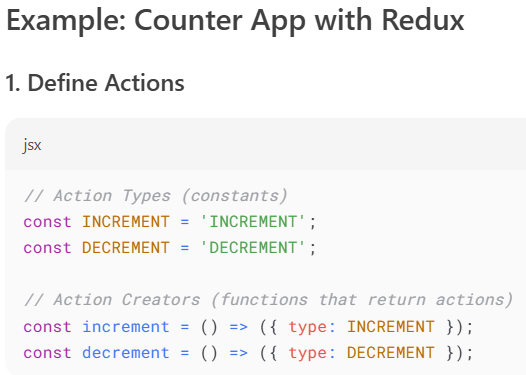 Example: Counter App with Redux
1. Define Actions
jsx
// Action Types (constants)
const INCREMENT = 'INCREMENT';
const DECREMENT = 'DECREMENT';
// Action Creators (functions that return actions)
const increment = () => ({ type: INCREMENT });
const decrement = () => ({ type: DECREMENT });